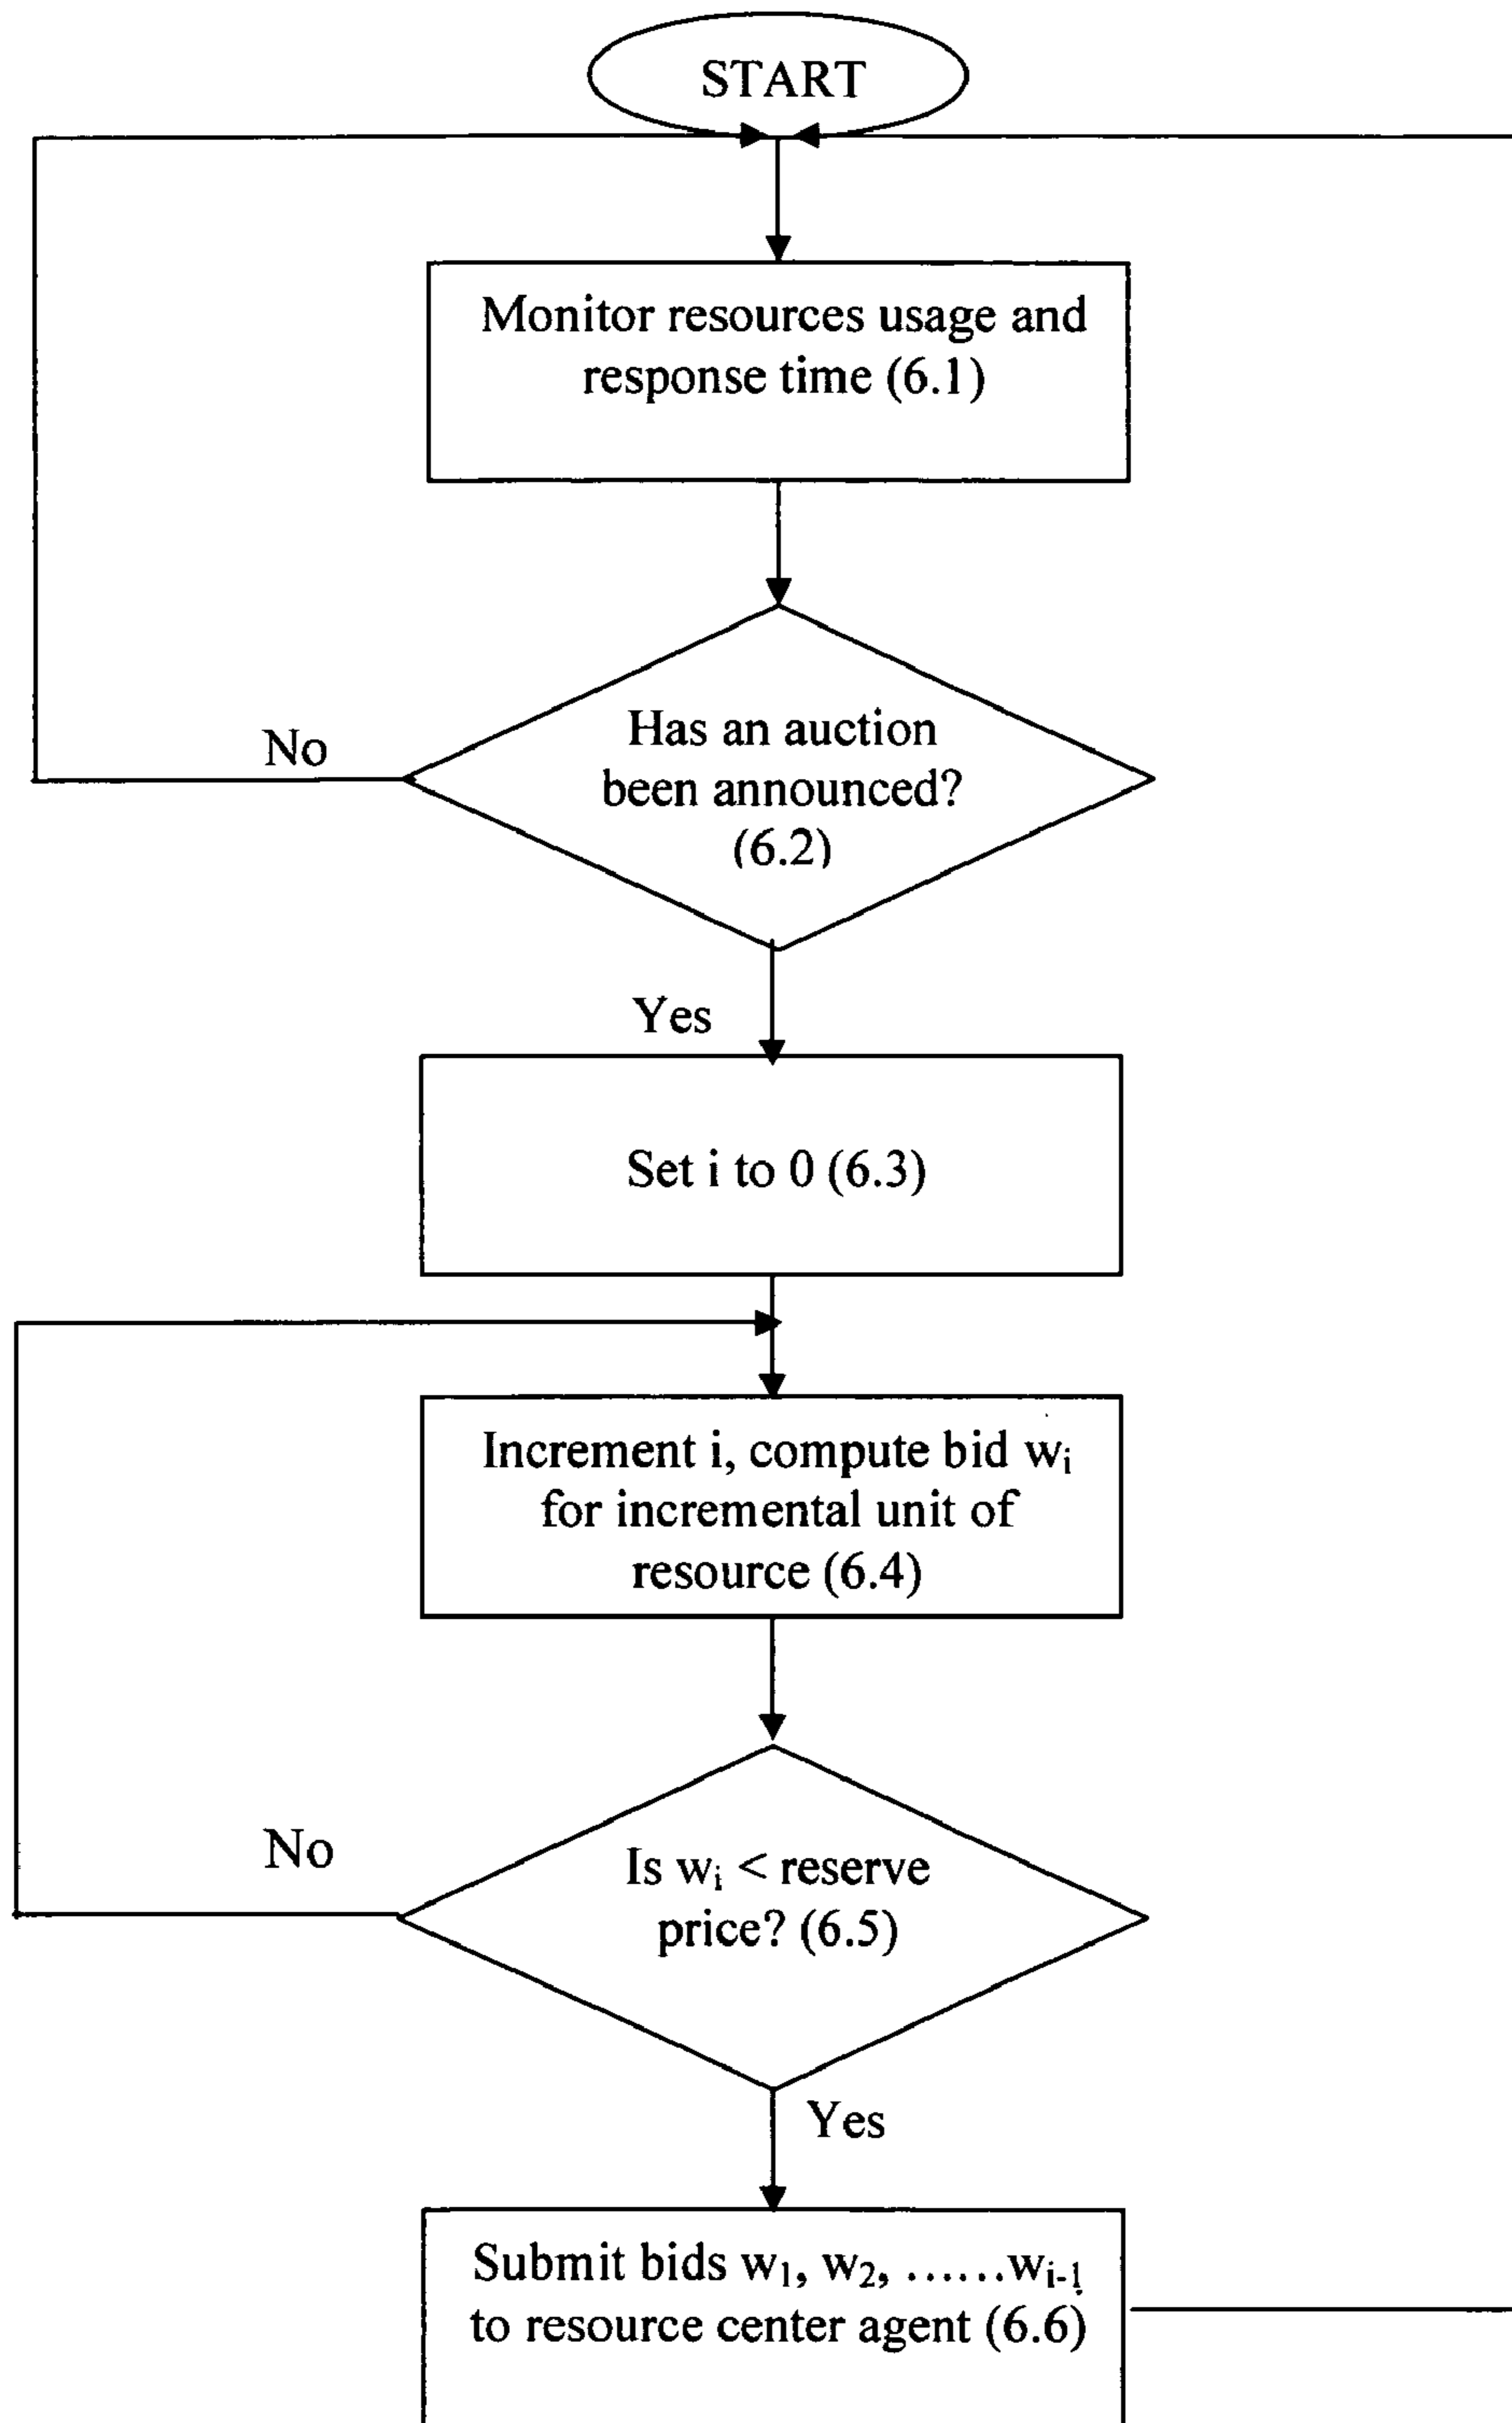 START
Monitor resources usage and
response time (6.1)
Has an auction
been announced?
(6.2)
No
Yes
Set i to 0 (6.3)
Increment i, compute bid wᵢ
for incremental unit of
resource (6.4)
No
Is wᵢ < reserve
price? (6.5)
Yes
Submit bids w₁, w₂, ......wᵢ₋₁
to resource center agent (6.6)